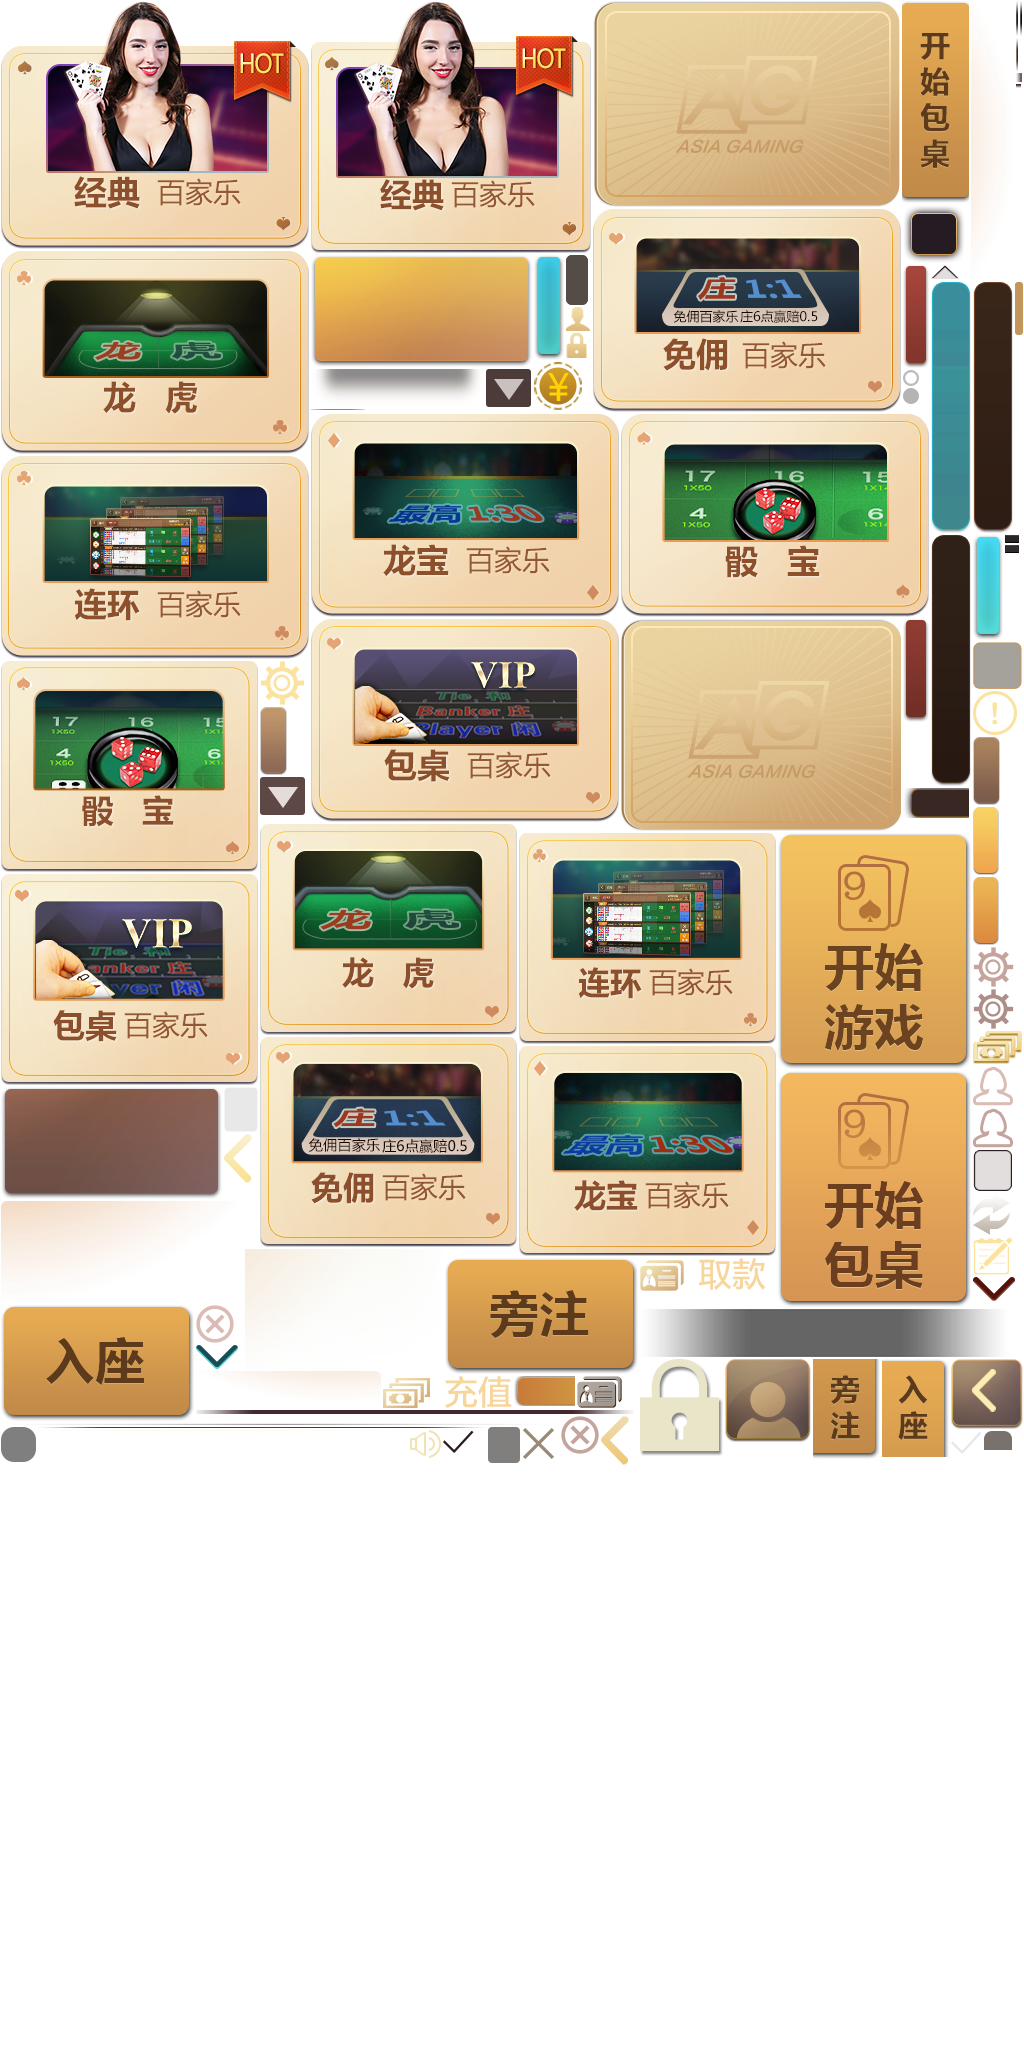 HOT
经典 百家乐
HOT
经典 百家乐
AG
ASIA GAMING
开始包桌
龙 虎
龙 虎
庄 1:1
免佣百家乐 庄6点赢赔0.5
免佣 百家乐
连环 百家乐
最高 1:30
龙宝 百家乐
17 16 15
1X50
4 6
1X50
骰 宝
17 16 15
1X50
4 6
1X50
骰 宝
VIP
Tie 和
Banker 庄
Player 闲
包桌 百家乐
AG
ASIA GAMING
VIP
Tie 和
anker 庄
yer 闲
包桌 百家乐
龙 虎
龙 虎
连环 百家乐
9
开始
游戏
庄 1:1
免佣百家乐 庄6点赢赔0.5
免佣 百家乐
最高 1:30
龙宝 百家乐
9
开始
包桌
入座
旁注
取款
充值
旁注
入座